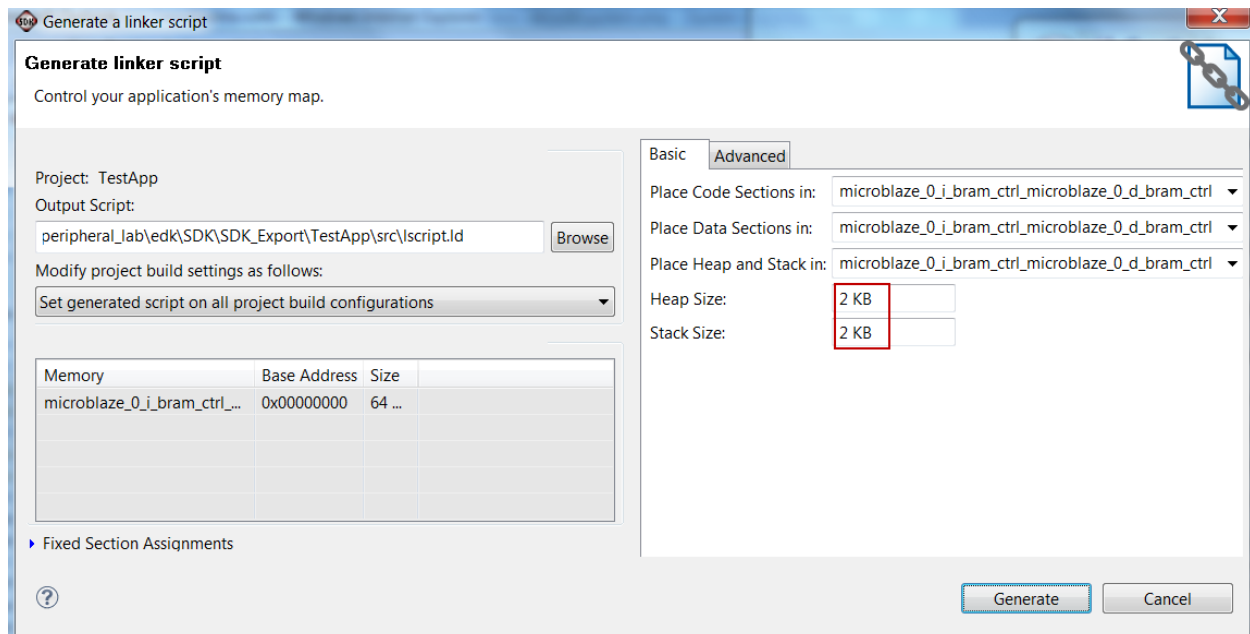 SDK Generate a linker script
X
Generate linker script
Control your application's memory map.
Project: TestApp
Output Script:
peripheral_lab\edk\SDK\SDK_Export\TestApp\src\lscript.ld Browse
Modify project build settings as follows:
Set generated script on all project build configurations
Memory Base Address Size
microblaze_0_i_bram_ctrl_... 0x00000000 64 ...
Fixed Section Assignments
Basic Advanced
Place Code Sections in: microblaze_0_i_bram_ctrl_microblaze_0_d_bram_ctrl
Place Data Sections in: microblaze_0_i_bram_ctrl_microblaze_0_d_bram_ctrl
Place Heap and Stack in: microblaze_0_i_bram_ctrl_microblaze_0_d_bram_ctrl
Heap Size: 2 KB
Stack Size: 2 KB
?
Generate Cancel